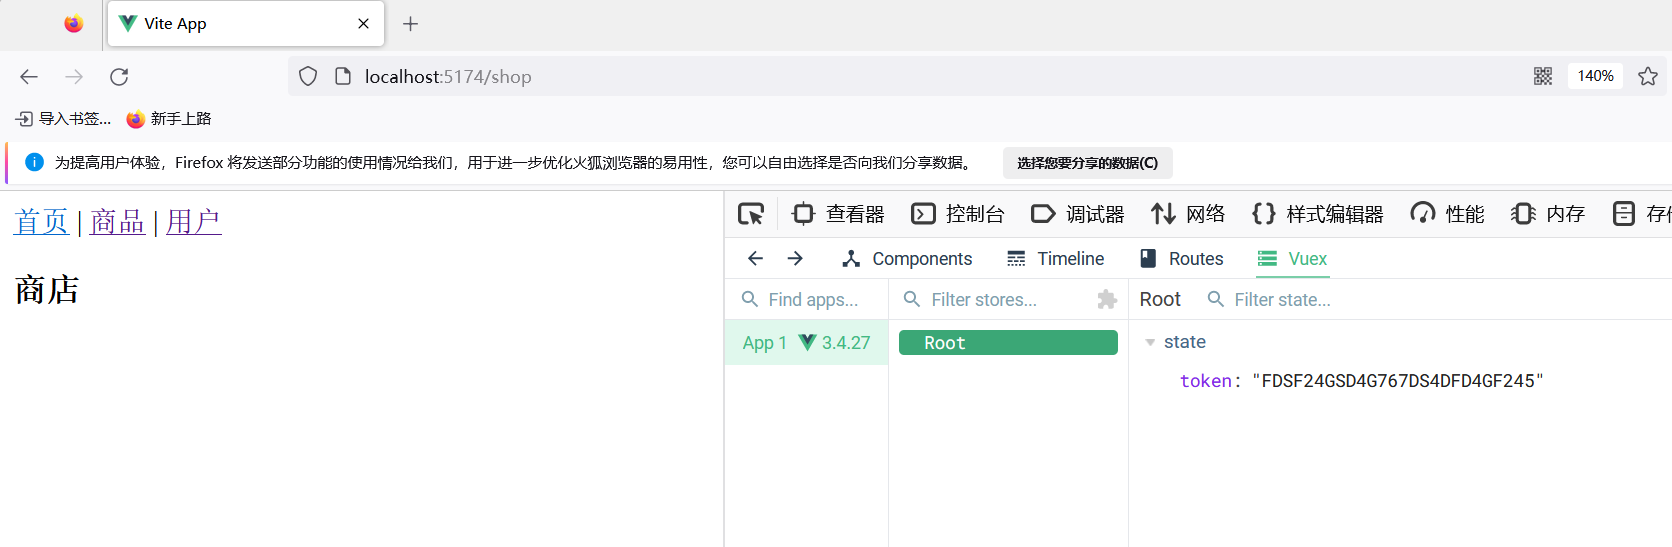 Vite App
localhost:5174/shop
140%
导入书签... 新手上路
为提高用户体验，Firefox 将发送部分功能的使用情况给我们，用于进一步优化火狐浏览器的易用性，您可以自由选择是否向我们分享数据。 选择您要分享的数据(C)
首页 | 商品 | 用户
商店
查看器 控制台 调试器 网络 样式编辑器 性能 内存 存
Components Timeline Routes Vuex
Find apps... Filter stores... Root Filter state...
App 1 3.4.27 Root
state
token: "FDSF24GSD4G767DS4DFD4GF245"